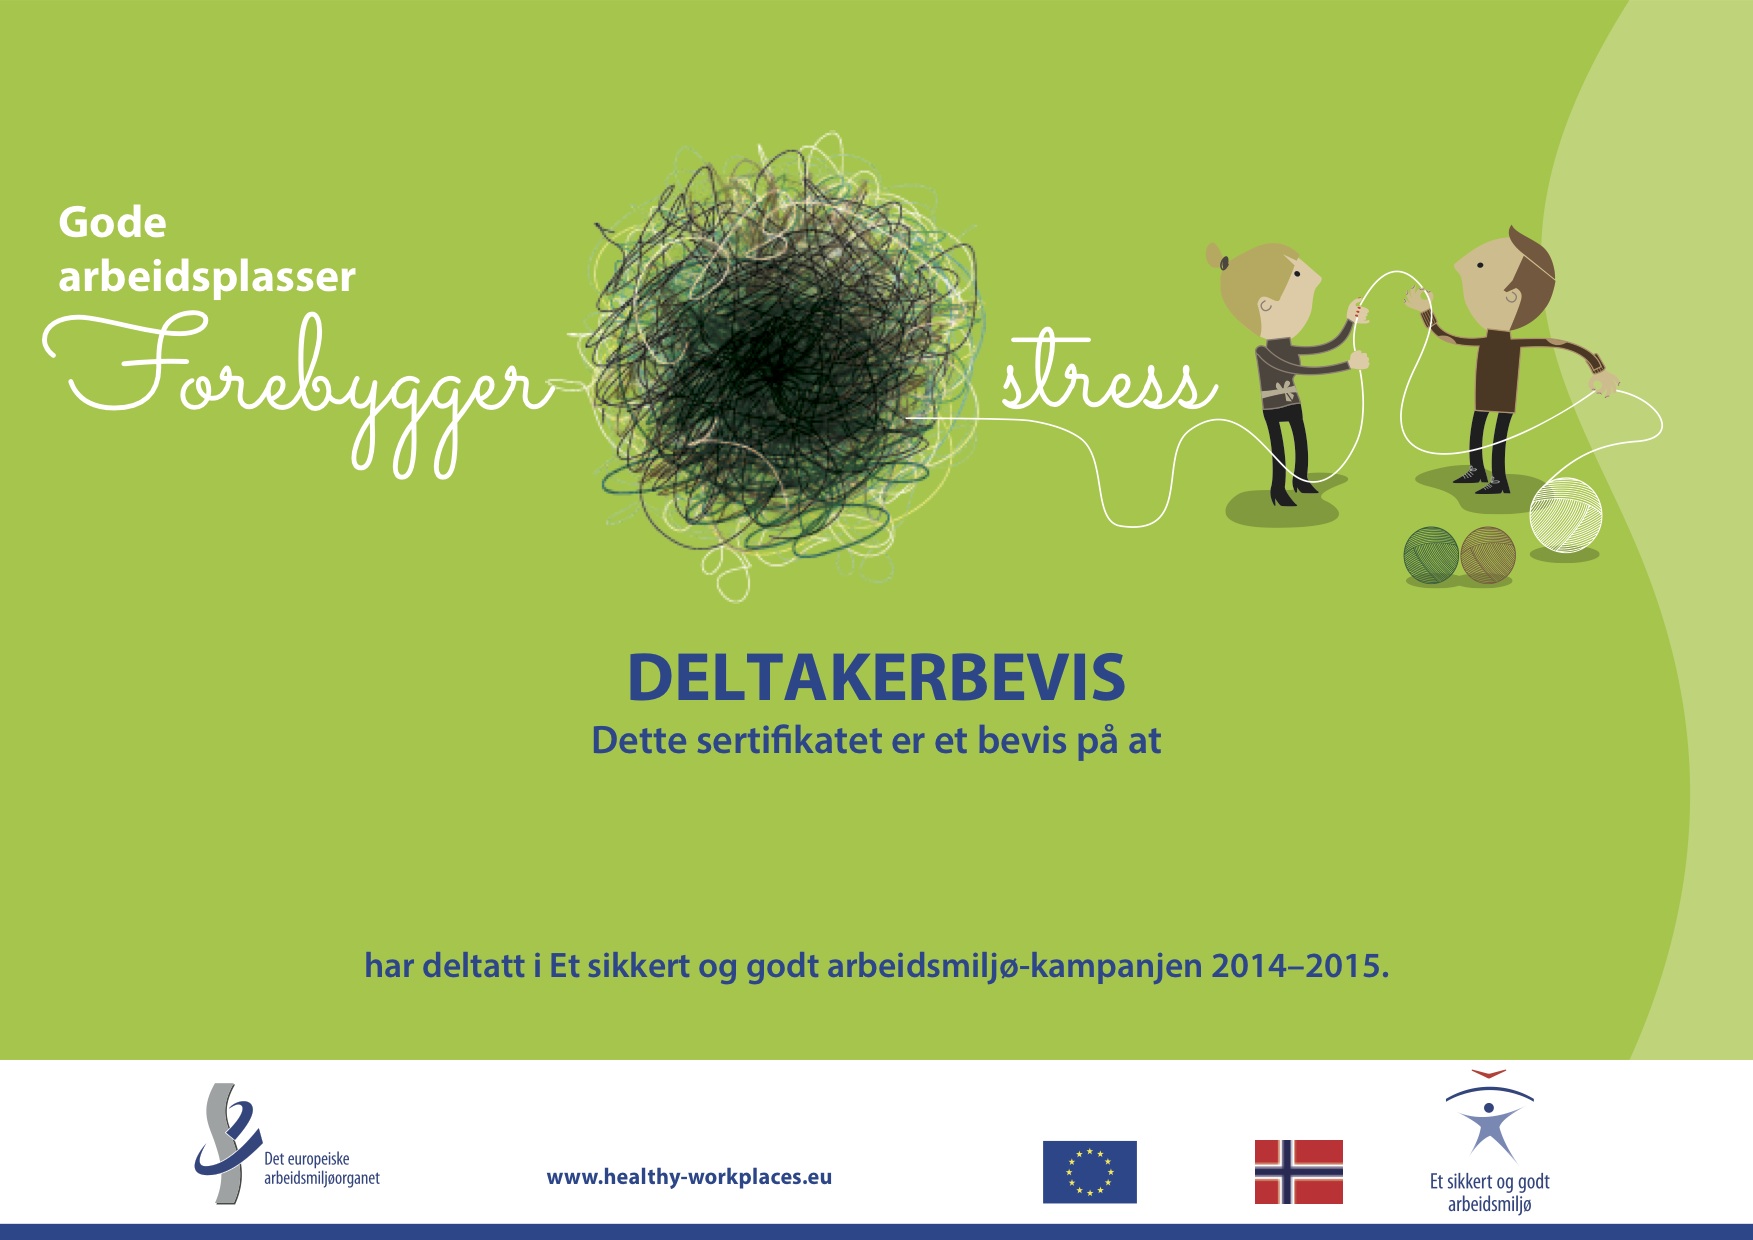 Gode
arbeidsplasser
Forebygger stress
DELTAKERBEVIS
Dette sertifikatet er et bevis på at
har deltatt i Et sikkert og godt arbeidsmiljø-kampanjen 2014–2015.
Det europeiske
arbeidsmiljøorganet
www.healthy-workplaces.eu
Et sikkert og godt
arbeidsmiljø